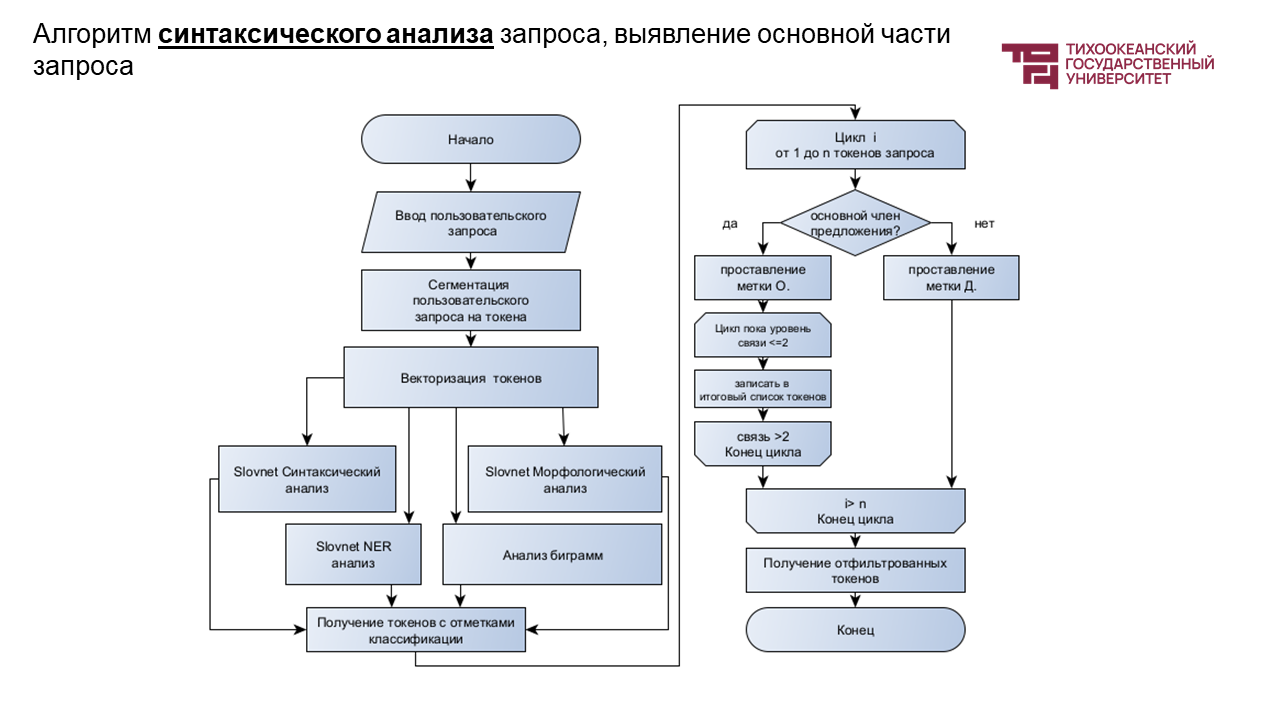 Алгоритм синтаксического анализа запроса, выявление основной части
запроса
ТИХООКЕАНСКИЙ
ГОСУДАРСТВЕННЫЙ
УНИВЕРСИТЕТ
Начало
Ввод пользовательского
запроса
Сегментация
пользовательского
запроса на токена
Векторизация токенов
Slovnet Синтаксический
анализ
Slovnet Морфологический
анализ
Slovnet NER
анализ
Анализ биграмм
Получение токенов с отметками
классификации
Цикл i
от 1 до n токенов запроса
основной член
предложения?
да
нет
проставление
метки О.
проставление
метки Д.
Цикл пока уровень
связи <=2
записать в
итоговый список токенов
связь >2
Конец цикла
i> n
Конец цикла
Получение отфильтрованных
токенов
Конец